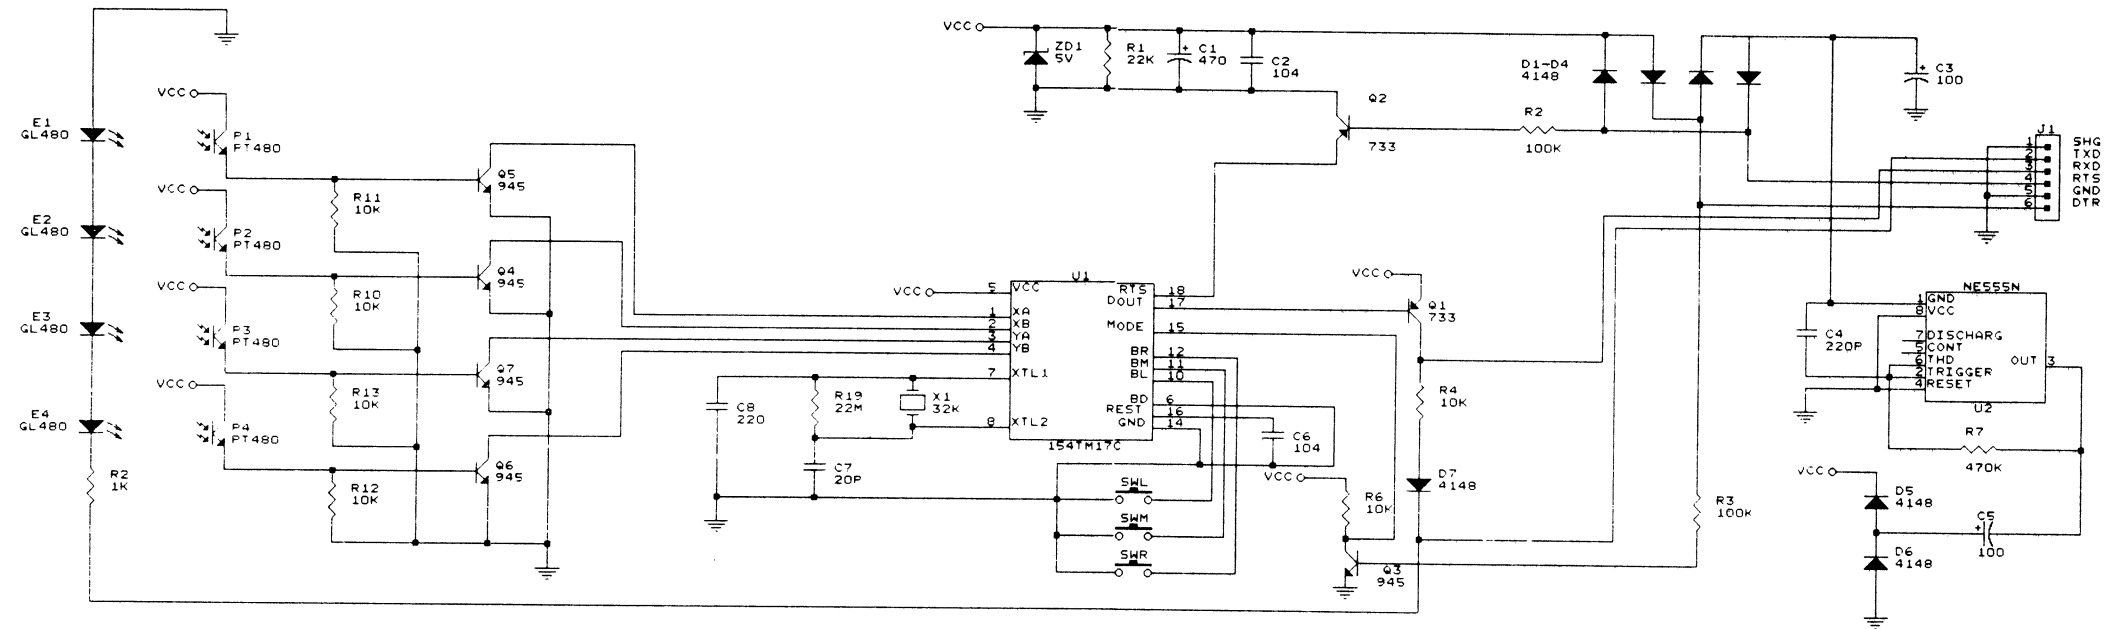 VCC
ZD1
5V
R1
22K
+
C1
470
C2
104
D1-D4
4148
+
C3
100
Q2
733
R2
100K
J1
1 SHG
2 TXD
3 RXD
4 RTS
5 GND
6 DTR
E1
GL480
VCC
P1
PT480
Q5
945
R11
10K
E2
GL480
VCC
P2
PT480
Q4
945
R10
10K
E3
GL480
VCC
P3
PT480
Q7
945
R13
10K
E4
GL480
VCC
P4
PT480
Q6
945
R12
10K
R2
1K
U1
VCC
5 VCC
1 XA
2 XB
3 YA
4 YB
7 XTL1
8 XTL2
RTS 18
DOUT 17
MODE 15
BR 12
BM 11
BL 10
BD 6
REST 16
GND 14
154TM17C
C8
220
R19
22M
X1
32K
C7
20P
C6
104
SWL
SWM
SWR
VCC
Q1
733
R4
10K
D7
4148
VCC
R6
10K
Q3
945
R3
100K
NE555N
1 GND
8 VCC
7 DISCHARG
5 CONT
6 THD
2 TRIGGER
4 RESET
OUT 3
U2
C4
220P
R7
470K
VCC
D5
4148
D6
4148
C5
+
100